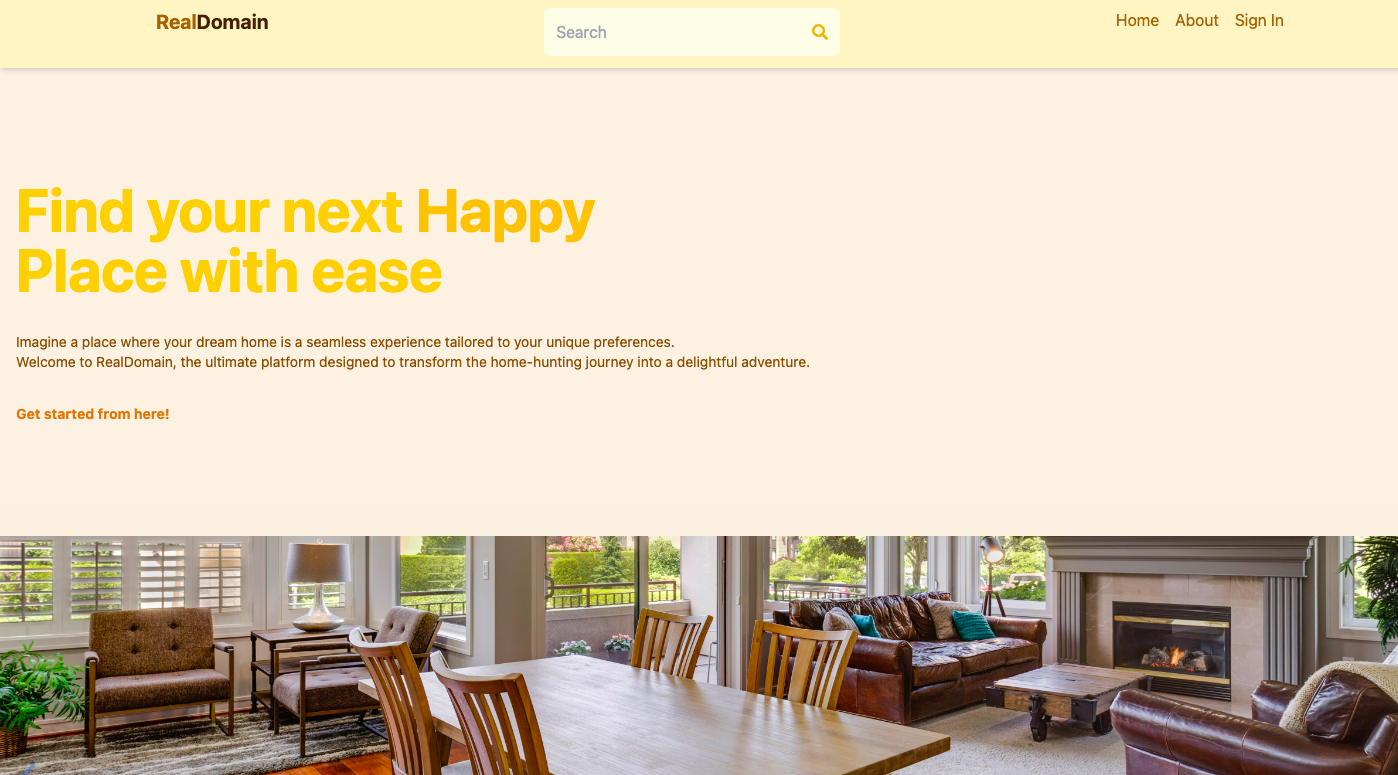 RealDomain
Search
Home About Sign In
Find your next Happy
Place with ease
Imagine a place where your dream home is a seamless experience tailored to your unique preferences.
Welcome to RealDomain, the ultimate platform designed to transform the home-hunting journey into a delightful adventure.
Get started from here!